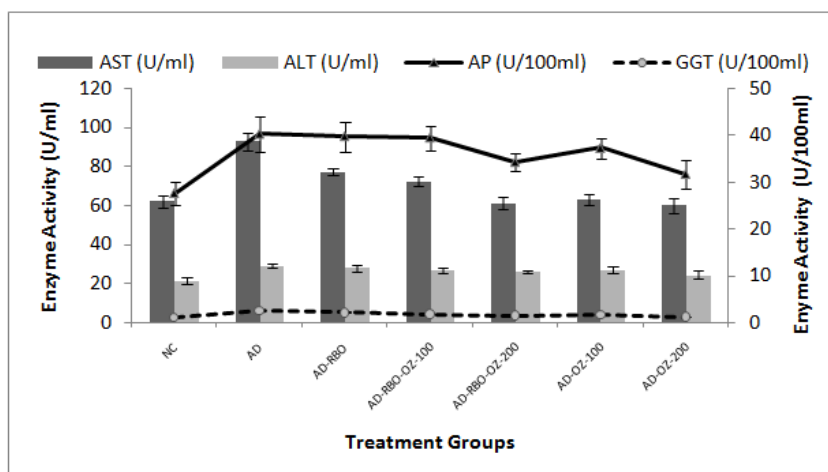 AST (U/ml) ALT (U/ml) AP (U/100ml) GGT (U/100ml)
120
100
80
60
40
20
0
Enzyme Activity (U/ml)
50
40
30
20
10
0
Enyme Activity (U/100ml)
NC AD AD-RBO AD-RBO-OZ-100 AD-RBO-OZ-200 AD-OZ-100 AD-OZ-200
Treatment Groups